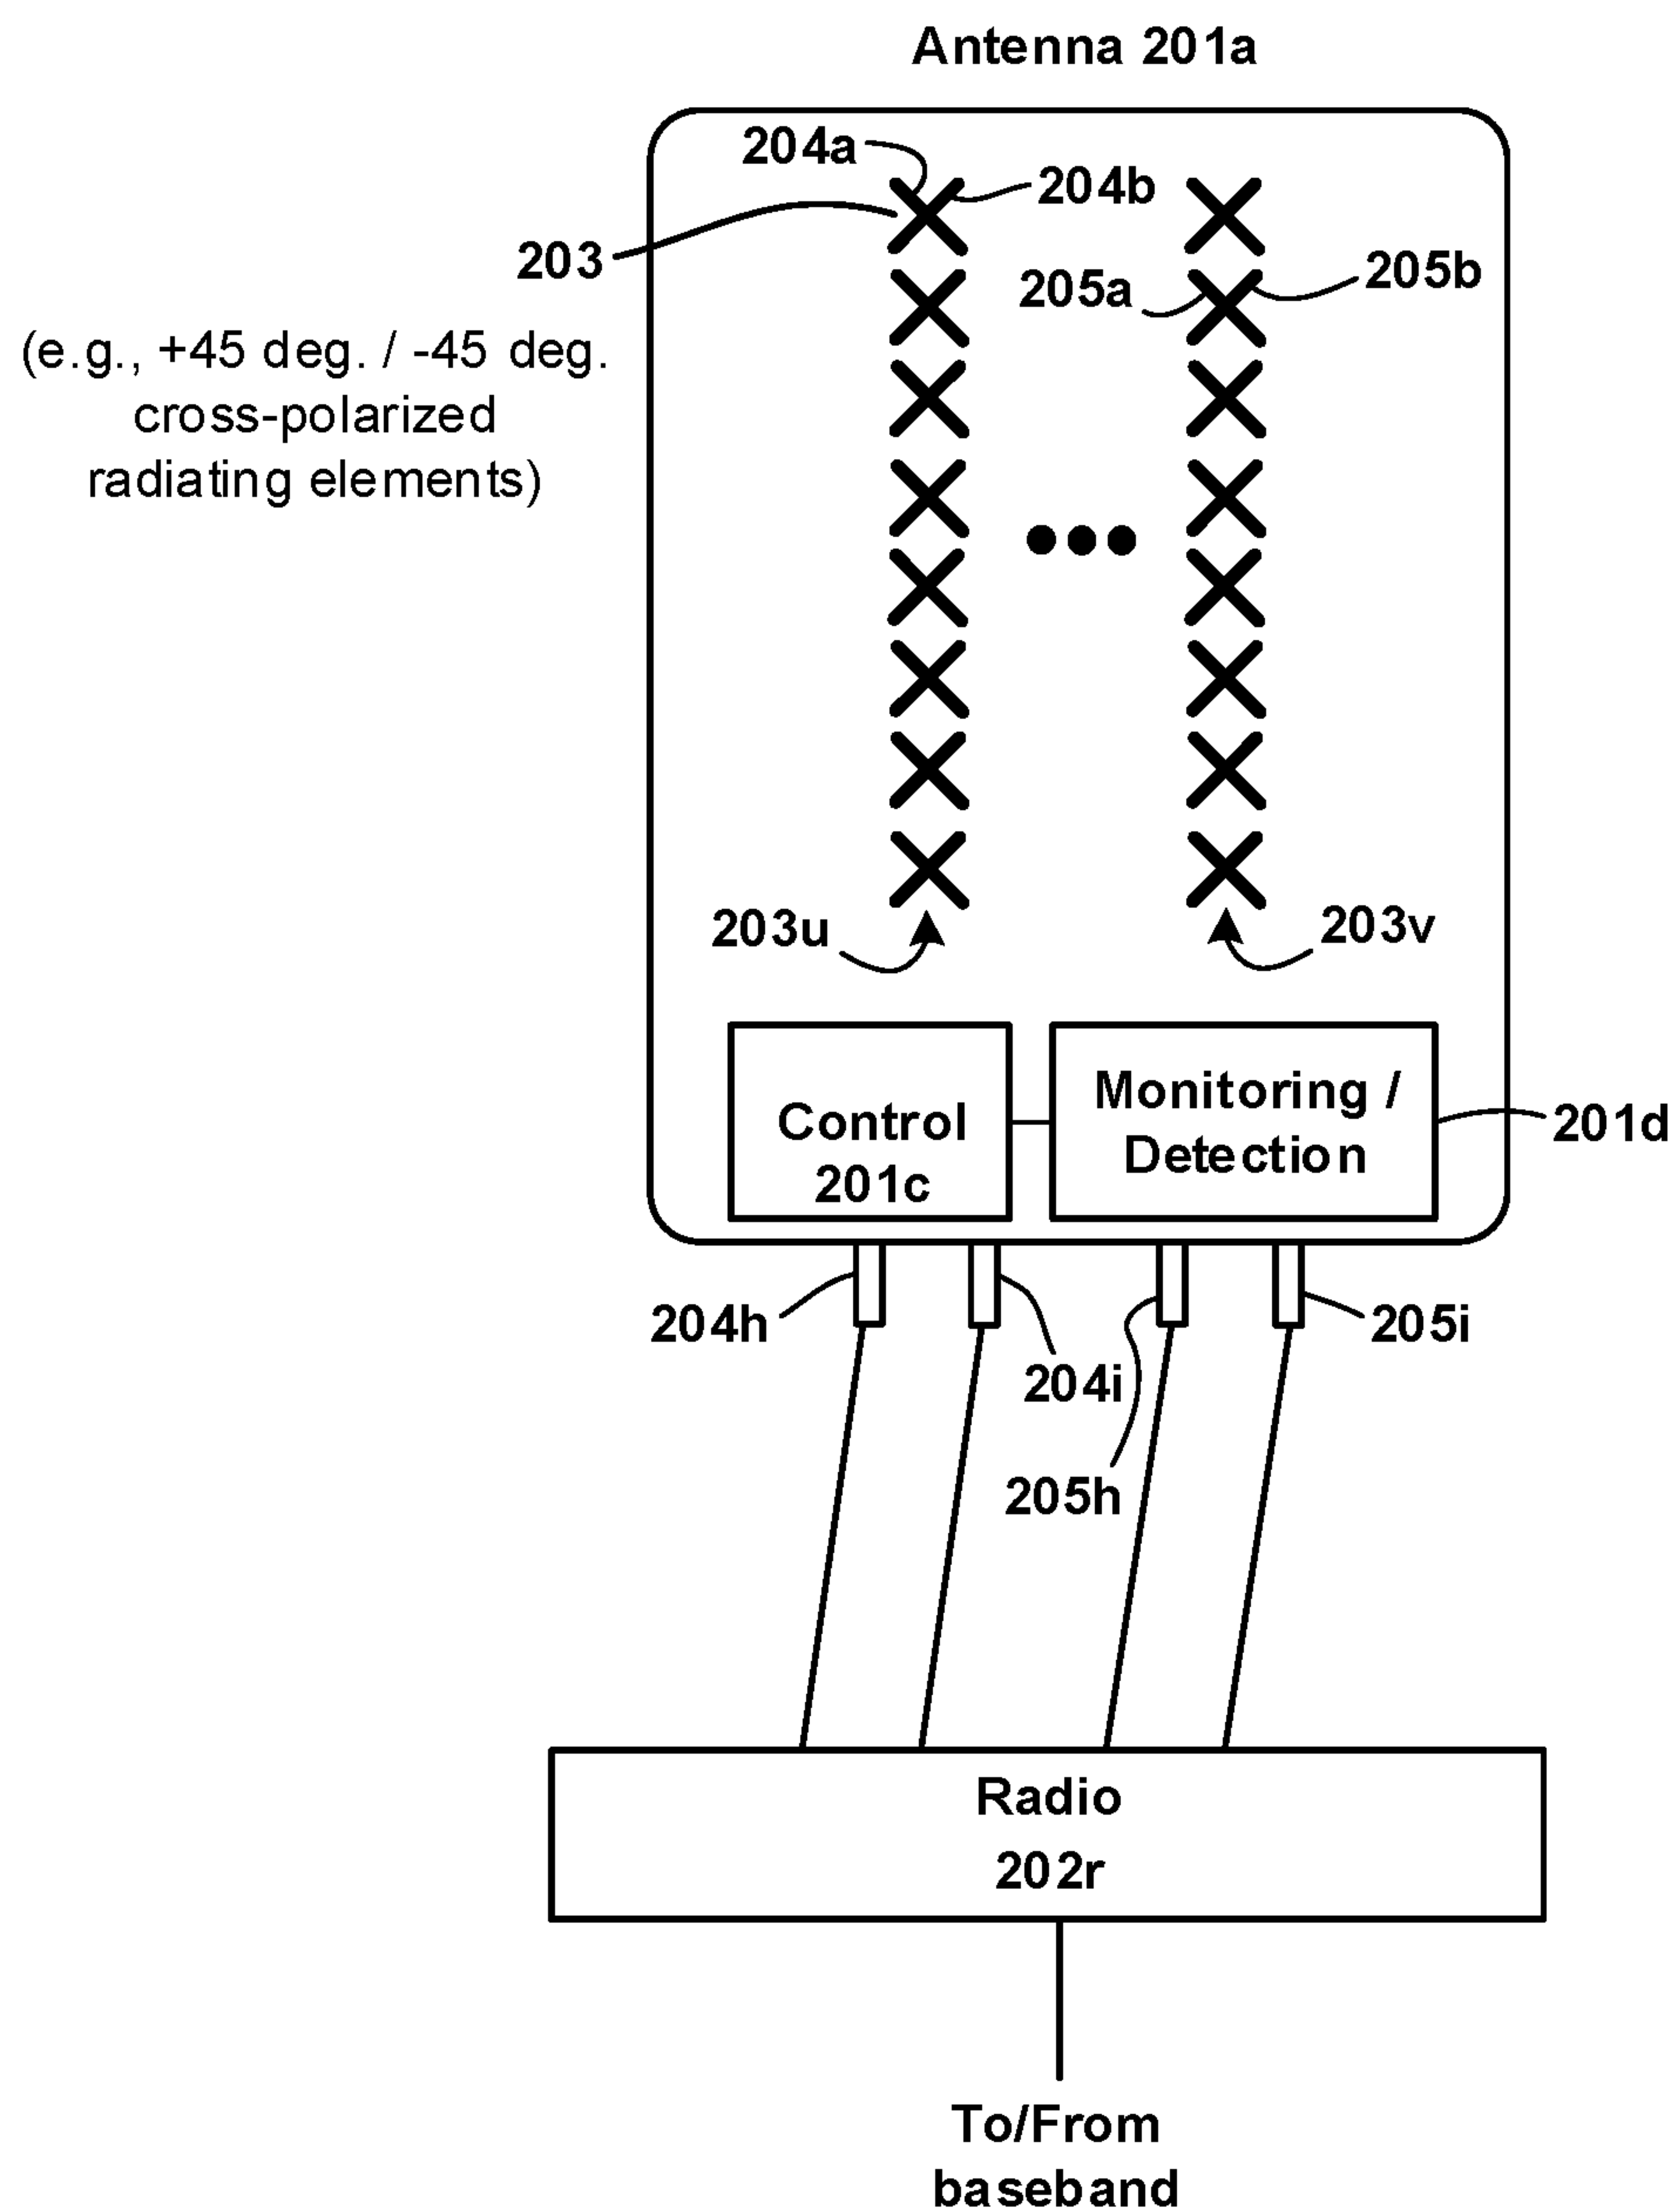 Antenna 201a
204a
204b
203
205a
205b
(e.g., +45 deg. / -45 deg.
cross-polarized
radiating elements)
203u
203v
Control
201c
Monitoring /
Detection
201d
204h
204i
205h
205i
Radio
202r
To/From
baseband